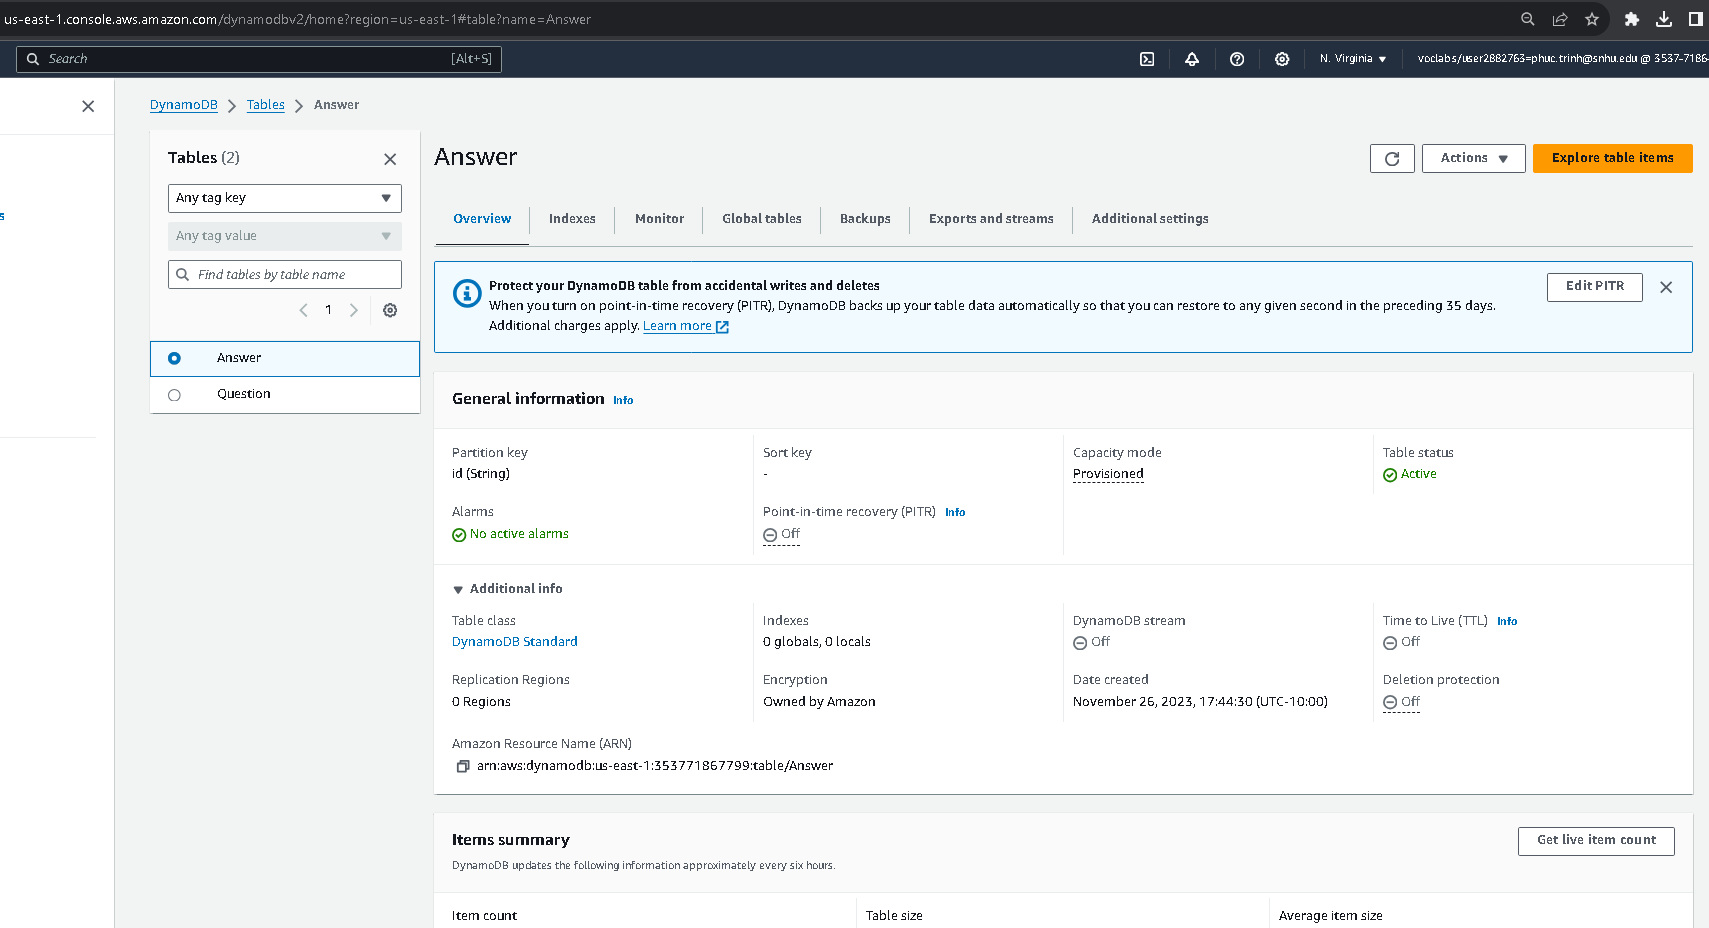 us-east-1.console.aws.amazon.com/dynamodbv2/home?region=us-east-1#table?name=Answer
Search [Alt+S] N. Virginia voclabs/user2882763=phuc.trinh@snhu.edu @ 3537-7186-
DynamoDB Tables Answer
s
Tables (2)
Any tag key
Any tag value
Find tables by table name
1
Answer
Question
Answer
Actions
Explore table items
Overview Indexes Monitor Global tables Backups Exports and streams Additional settings
Protect your DynamoDB table from accidental writes and deletes
When you turn on point-in-time recovery (PITR), DynamoDB backs up your table data automatically so that you can restore to any given second in the preceding 35 days.
Additional charges apply. Learn more
Edit PITR
General information Info
Partition key
id (String)
Sort key
-
Capacity mode
Provisioned
Table status
Active
Alarms
No active alarms
Point-in-time recovery (PITR) Info
Off
Additional info
Table class
DynamoDB Standard
Indexes
0 globals, 0 locals
DynamoDB stream
Off
Time to Live (TTL) Info
Off
Replication Regions
0 Regions
Encryption
Owned by Amazon
Date created
November 26, 2023, 17:44:30 (UTC-10:00)
Deletion protection
Off
Amazon Resource Name (ARN)
arn:aws:dynamodb:us-east-1:353771867799:table/Answer
Items summary
Get live item count
DynamoDB updates the following information approximately every six hours.
Item count
Table size
Average item size